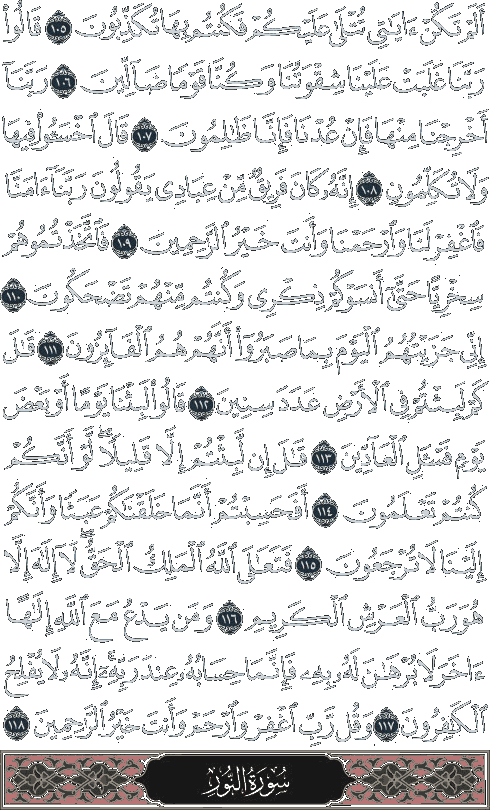 أَلَمْ تَكُنْ ءَايَٰتِى تُتْلَىٰ عَلَيْكُمْ فَكُنتُم بِهَا تُكَذِّبُونَ ١٠٥ قَالُوا۟
رَبَّنَا غَلَبَتْ عَلَيْنَا شِقْوَتُنَا وَكُنَّا قَوْمًا ضَآلِّينَ ١٠٦ رَبَّنَآ
أَخْرِجْنَا مِنْهَا فَإِنْ عُدْنَا فَإِنَّا ظَٰلِمُونَ ١٠٧ قَالَ ٱخْسَـُٔوا۟ فِيهَا
وَلَا تُكَلِّمُونِ ١٠٨ إِنَّهُۥ كَانَ فَرِيقٌ مِّنْ عِبَادِى يَقُولُونَ رَبَّنَآ ءَامَنَّا
فَٱغْفِرْ لَنَا وَٱرْحَمْنَا وَأَنتَ خَيْرُ ٱلرَّٰحِمِينَ ١٠٩ فَٱتَّخَذْتُمُوهُمْ
سِخْرِيًّا حَتَّىٰٓ أَنسَوْكُمْ ذِكْرِى وَكُنتُم مِّنْهُمْ تَضْحَكُونَ ١١٠
إِنِّى جَزَيْتُهُمُ ٱلْيَوْمَ بِمَا صَبَرُوٓا۟ أَنَّهُمْ هُمُ ٱلْفَآئِزُونَ ١١١ قَٰلَ
كَمْ لَبِثْتُمْ فِى ٱلْأَرْضِ عَدَدَ سِنِينَ ١١٢ قَالُوا۟ لَبِثْنَا يَوْمًا أَوْ بَعْضَ
يَوْمٍ فَسْـَٔلِ ٱلْعَآدِّينَ ١١٣ قَٰلَ إِن لَّبِثْتُمْ إِلَّا قَلِيلًا ۖ لَّوْ أَنَّكُمْ
كُنتُمْ تَعْلَمُونَ ١١٤ أَفَحَسِبْتُمْ أَنَّمَا خَلَقْنَٰكُمْ عَبَثًا وَأَنَّكُمْ
إِلَيْنَا لَا تُرْجَعُونَ ١١٥ فَتَعَٰلَى ٱللَّهُ ٱلْمَلِكُ ٱلْحَقُّ ۖ لَآ إِلَٰهَ إِلَّا
هُوَ رَبُّ ٱلْعَرْشِ ٱلْكَرِيمِ ١١٦ وَمَن يَدْعُ مَعَ ٱللَّهِ إِلَٰهًا
ءَاخَرَ لَا بُرْهَٰنَ لَهُۥ بِهِۦ فَإِنَّمَا حِسَابُهُۥ عِندَ رَبِّهِۦٓ ۚ إِنَّهُۥ لَا يُفْلِحُ
ٱلْكَٰفِرُونَ ١١٧ وَقُل رَّبِّ ٱغْفِرْ وَٱرْحَمْ وَأَنتَ خَيْرُ ٱلرَّٰحِمِينَ ١١٨
سُورَةُ النُّورِ